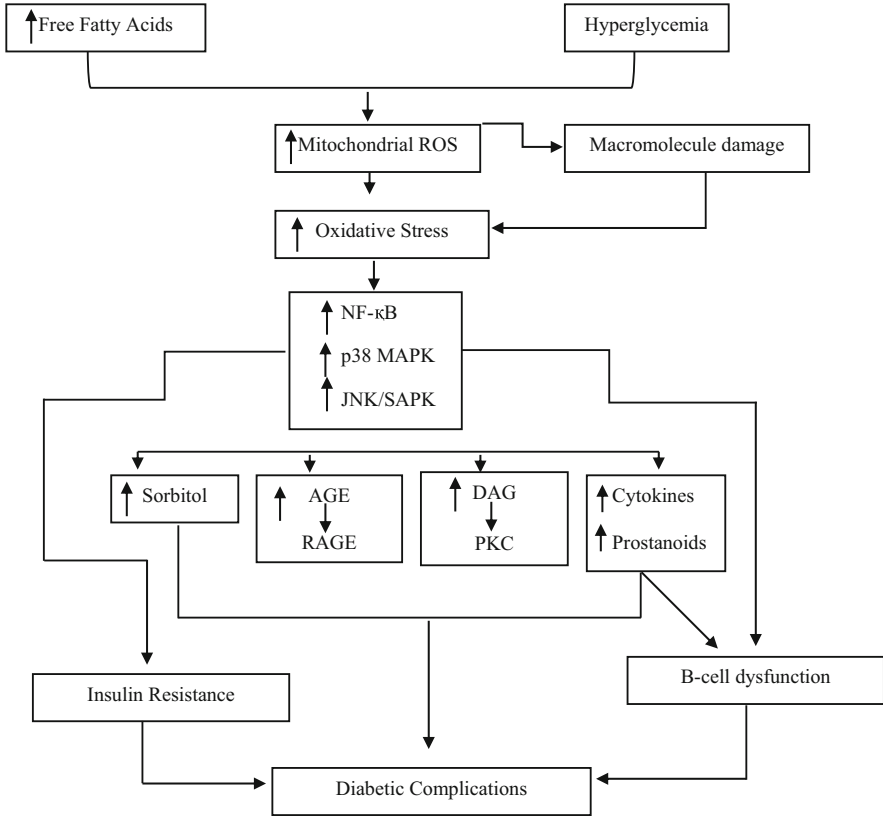 Free Fatty Acids
Hyperglycemia
Mitochondrial ROS
Macromolecule damage
Oxidative Stress
NF-κB
p38 MAPK
JNK/SAPK
Sorbitol
AGE
RAGE
DAG
PKC
Cytokines
Prostanoids
Insulin Resistance
B-cell dysfunction
Diabetic Complications